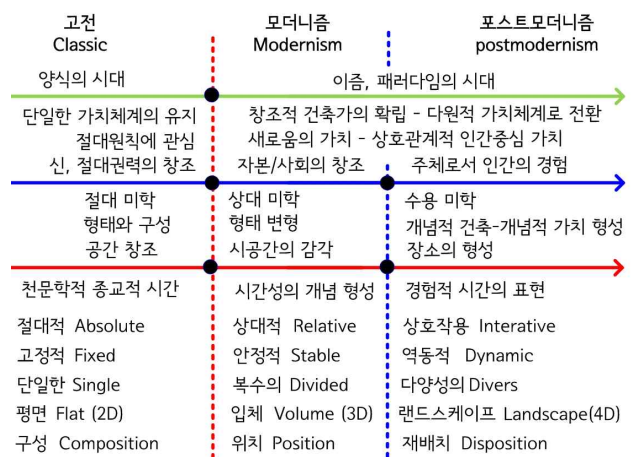 고전 모더니즘 포스트모더니즘
Classic Modernism postmodernism
양식의 시대 이즘, 패러다임의 시대
단일한 가치체계의 유지 창조적 건축가의 확립 - 다원적 가치체계로 전환
절대원칙에 관심 새로움의 가치 - 상호관계적 인간중심 가치
신, 절대권력의 창조 자본/사회의 창조 주체로서 인간의 경험
절대 미학 상대 미학 수용 미학
형태와 구성 형태 변형 개념적 건축-개념적 가치 형성
공간 창조 시공간의 감각 장소의 형성
천문학적 종교적 시간 시간성의 개념 형성 경험적 시간의 표현
절대적 Absolute 상대적 Relative 상호작용 Interative
고정적 Fixed 안정적 Stable 역동적 Dynamic
단일한 Single 복수의 Divided 다양성의 Divers
평면 Flat (2D) 입체 Volume (3D) 랜드스케이프 Landscape(4D)
구성 Composition 위치 Position 재배치 Disposition